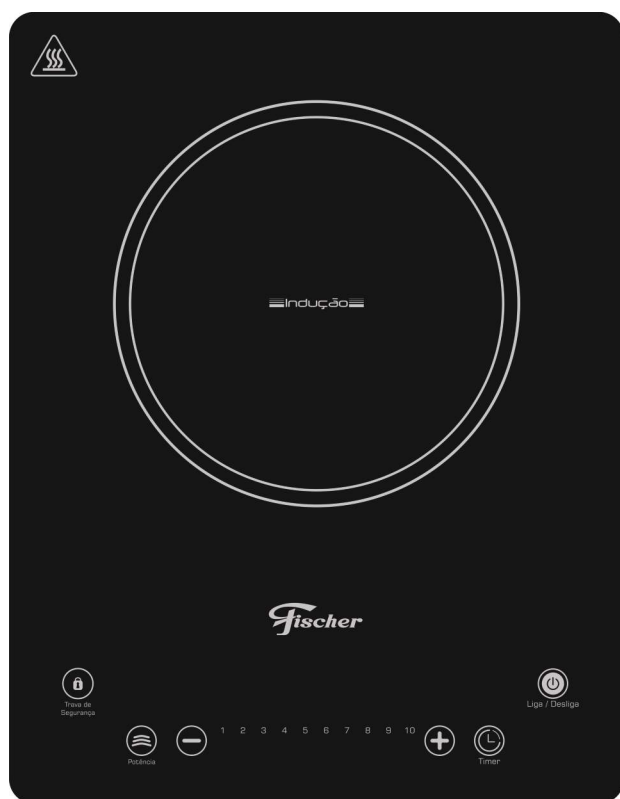 Indução
Fischer
Trava de
Segurança
Liga / Desliga
1 2 3 4 5 6 7 8 9 10
Potência
Timer